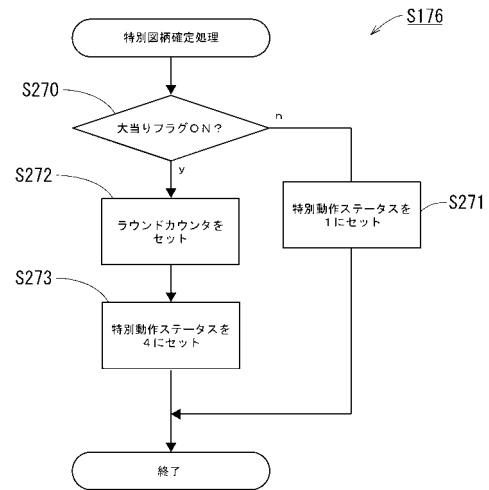 S176
特別図柄確定処理
S270
大当りフラグON?
n
y
S272
ラウンドカウンタを
セット
S271
特別動作ステータスを
1にセット
S273
特別動作ステータスを
4にセット
終了